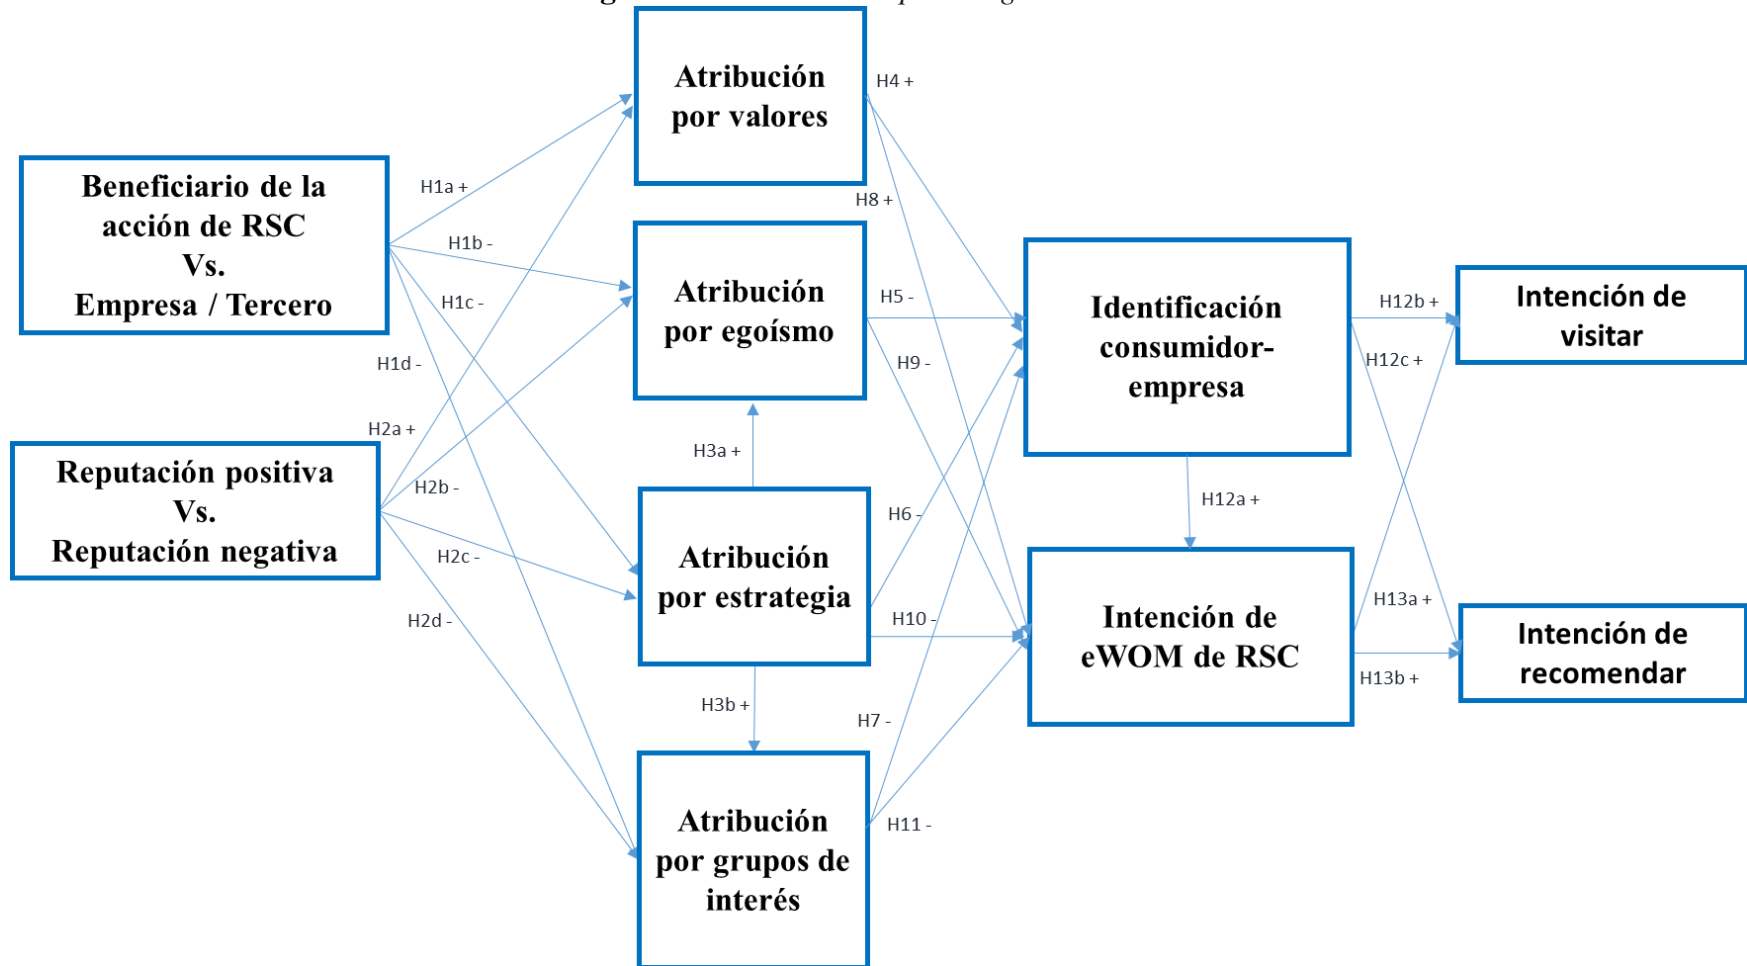 Atribución
por valores
Beneficiario de la
acción de RSC
Vs.
Empresa / Tercero
Reputación positiva
Vs.
Reputación negativa
H1a +
H1b -
H1c -
H1d -
H2a +
H2b -
H2c -
H2d -
Atribución
por egoísmo
H3a +
Atribución
por estrategia
H3b +
Atribución
por grupos de
interés
H4 +
H8 +
H5 -
H9 -
H6 -
H10 -
H7 -
H11 -
Identificación
consumidor-
empresa
H12a +
Intención de
eWOM de RSC
H12b +
H12c +
H13a +
H13b +
Intención de
visitar
Intención de
recomendar